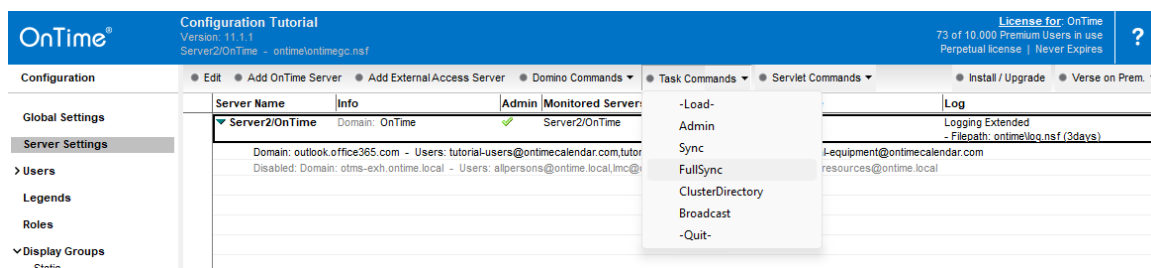 OnTime®
Configuration Tutorial
Version: 11.1.1
Server2/OnTime - ontime\ontimegc.nsf
License for: OnTime
73 of 10.000 Premium Users in use
Perpetual license | Never Expires
?
Configuration
Edit Add OnTime Server Add External Access Server Domino Commands Task Commands Servlet Commands Install / Upgrade Verse on Prem.
Global Settings
Server Settings
Users
Legends
Roles
Display Groups
Static
Server Name Info Admin Monitored Servers Log
Server2/OnTime Domain: OnTime Server2/OnTime Logging Extended
- Filepath: ontime\log.nsf (3days)
Domain: outlook.office365.com - Users: tutorial-users@ontimecalendar.com,tutor l-equipment@ontimecalendar.com
Disabled: Domain: otms-exh.ontime.local - Users: allpersons@ontime.local,lmc@ resources@ontime.local
-Load-
Admin
Sync
FullSync
ClusterDirectory
Broadcast
-Quit-